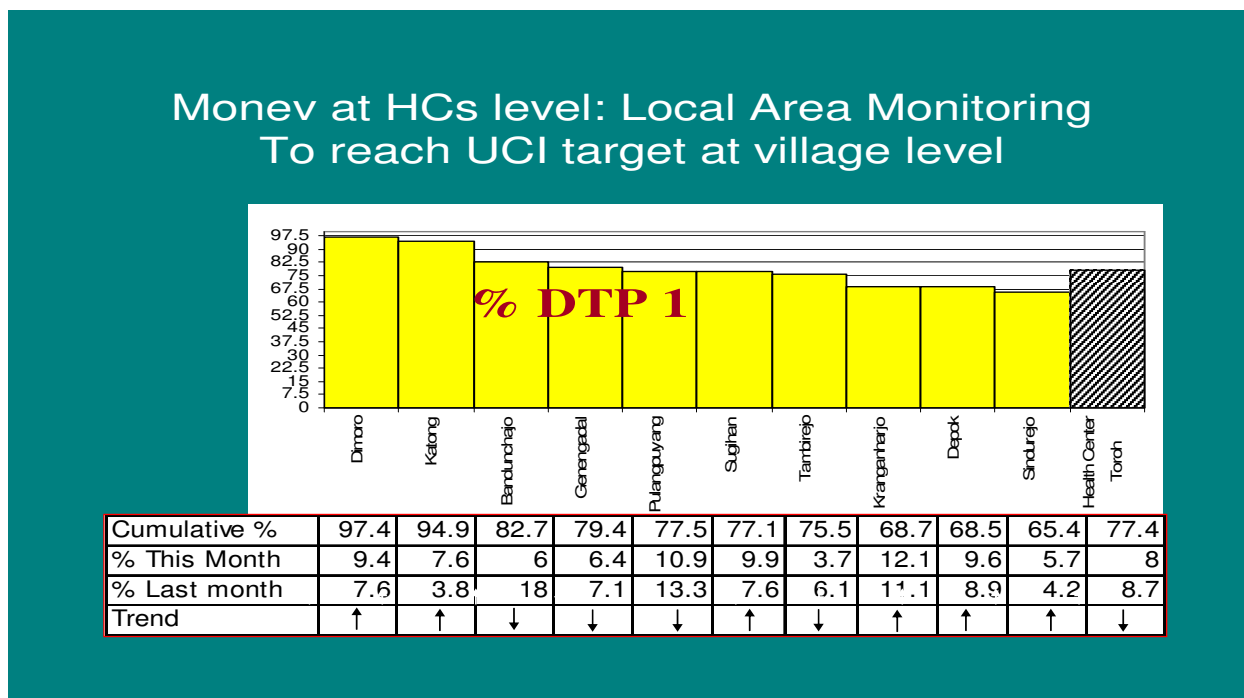 Monev at HCs level: Local Area Monitoring
To reach UCI target at village level
97.5
90
82.5
75
67.5
60
52.5
45
37.5
30
22.5
15
7.5
0
% DTP 1
Dimoro
Katong
Bandunchajo
Genengadal
Pulangpuyang
Sugihan
Tambirejo
Kranganharjo
Depok
Sindurejo
Health Center
Toroh
Cumulative % 97.4 94.9 82.7 79.4 77.5 77.1 75.5 68.7 68.5 65.4 77.4
% This Month 9.4 7.6 6 6.4 10.9 9.9 3.7 12.1 9.6 5.7 8
% Last month 7.6 3.8 18 7.1 13.3 7.6 6.1 11.1 8.9 4.2 8.7
Trend ↑ ↑ ↓ ↓ ↓ ↑ ↓ ↑ ↑ ↑ ↓